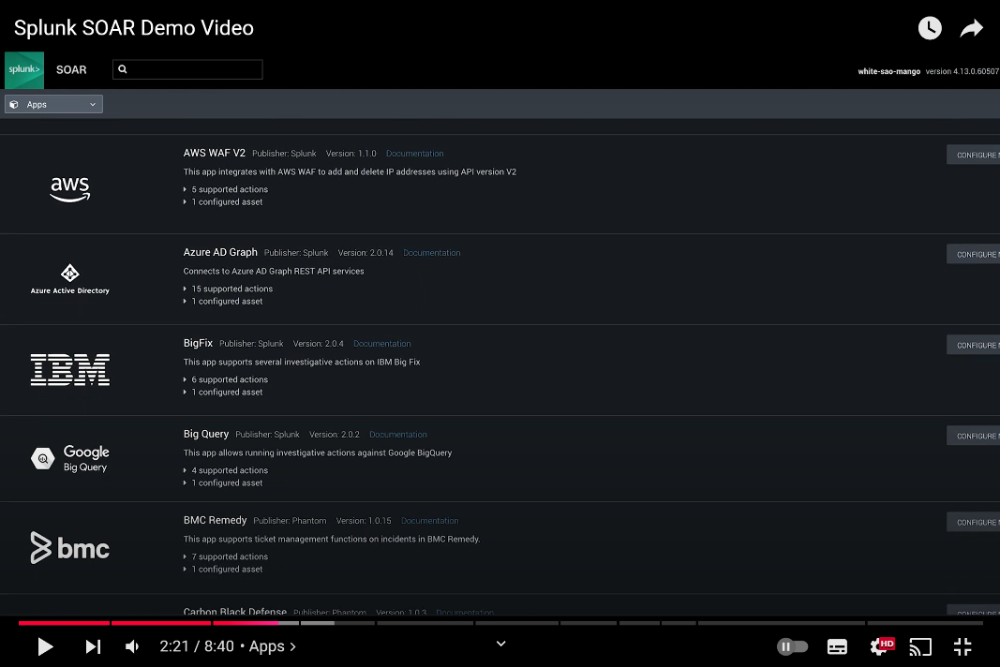 Splunk SOAR Demo Video
splunk> SOAR
white-sao-mango version 4.13.0.60507
Apps
AWS WAF V2 Publisher: Splunk Version: 1.1.0 Documentation
CONFIGURE
This app integrates with AWS WAF to add and delete IP addresses using API version V2
aws
5 supported actions
1 configured asset
Azure AD Graph Publisher: Splunk Version: 2.0.14 Documentation
CONFIGURE
Connects to Azure AD Graph REST API services
Azure Active Directory
15 supported actions
1 configured asset
BigFix Publisher: Splunk Version: 2.0.4 Documentation
CONFIGURE
This app supports several investigative actions on IBM Big Fix
IBM
6 supported actions
1 configured asset
Big Query Publisher: Splunk Version: 2.0.2 Documentation
CONFIGURE
This app allows running investigative actions against Google BigQuery
Google
Big Query
4 supported actions
1 configured asset
BMC Remedy Publisher: Phantom Version: 1.0.15 Documentation
CONFIGURE
This app supports ticket management functions on incidents in BMC Remedy.
bmc
7 supported actions
1 configured asset
Carbon Black Defense Publisher: Phantom Version: 1.0.3 Documentation
CONFIGURE
2:21 / 8:40 • Apps >
HD